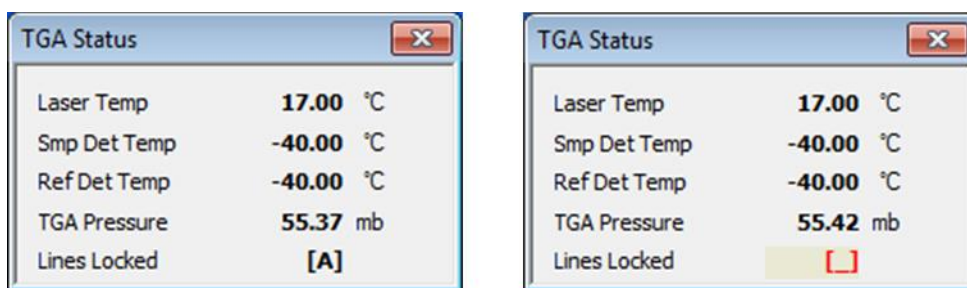 TGA Status
Laser Temp 17.00 °C
Smp Det Temp -40.00 °C
Ref Det Temp -40.00 °C
TGA Pressure 55.37 mb
Lines Locked [A]
TGA Status
Laser Temp 17.00 °C
Smp Det Temp -40.00 °C
Ref Det Temp -40.00 °C
TGA Pressure 55.42 mb
Lines Locked [_]